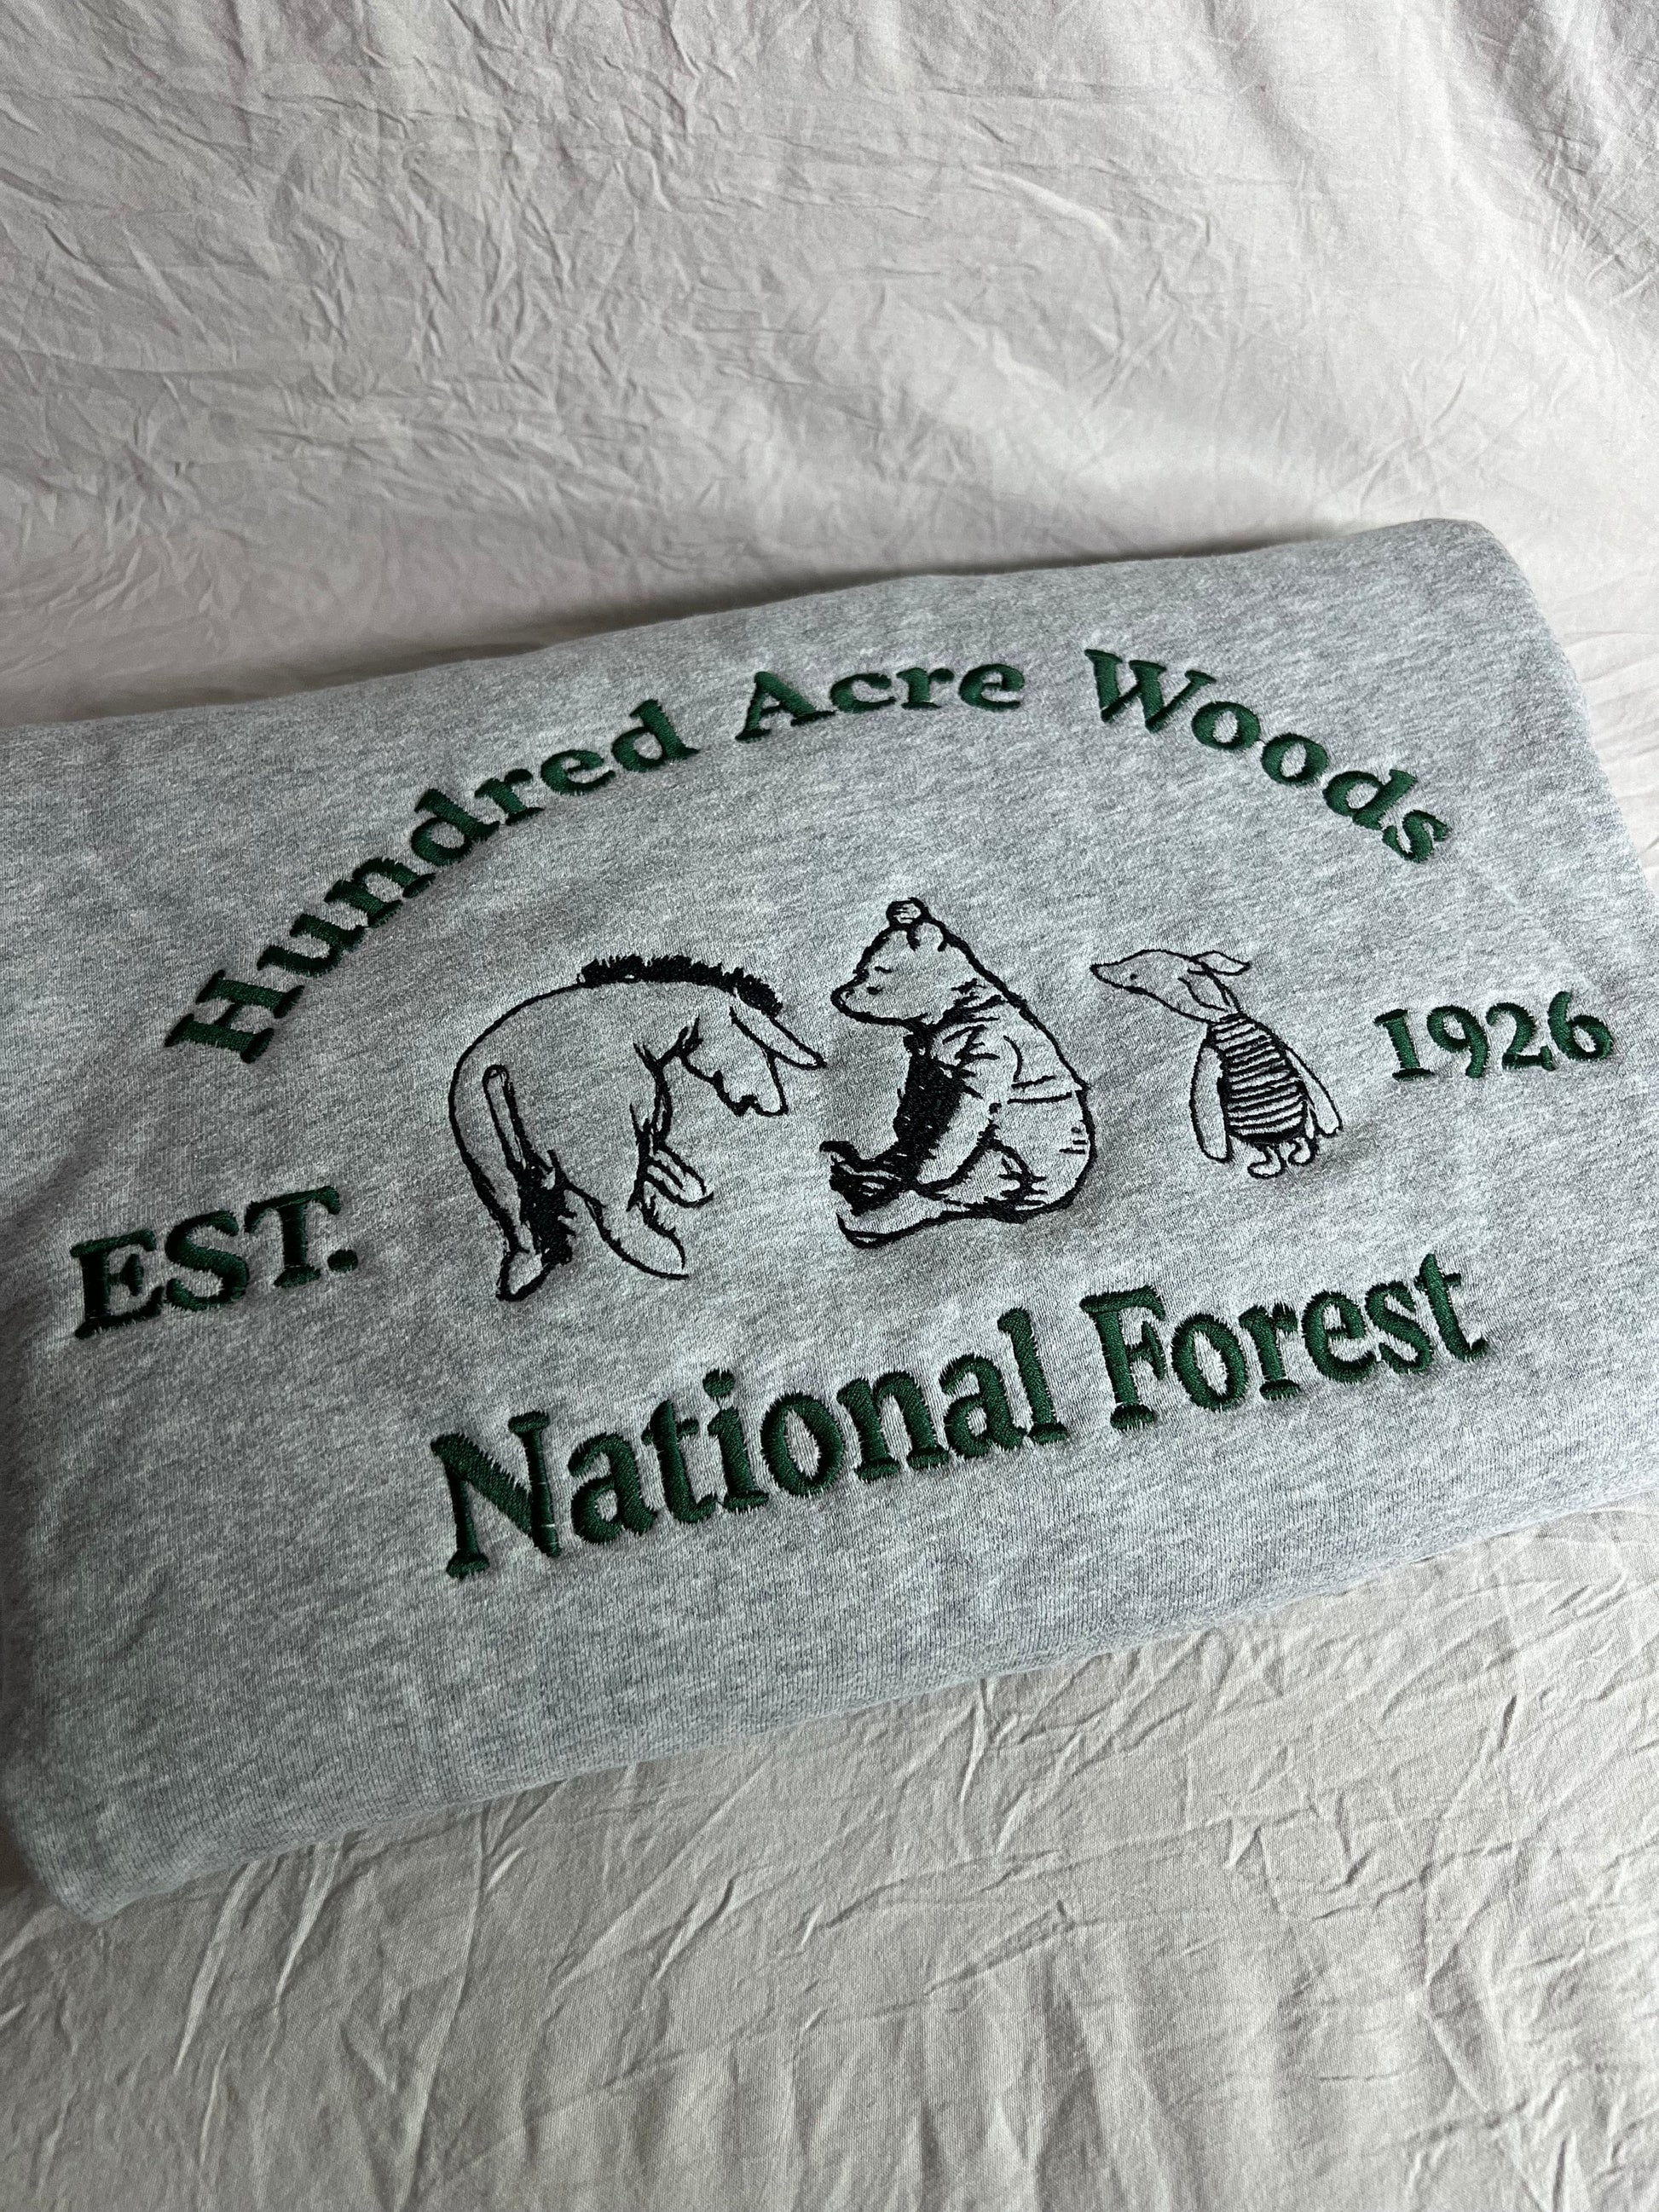 Hundred Acre Woods
EST. 1926
National Forest